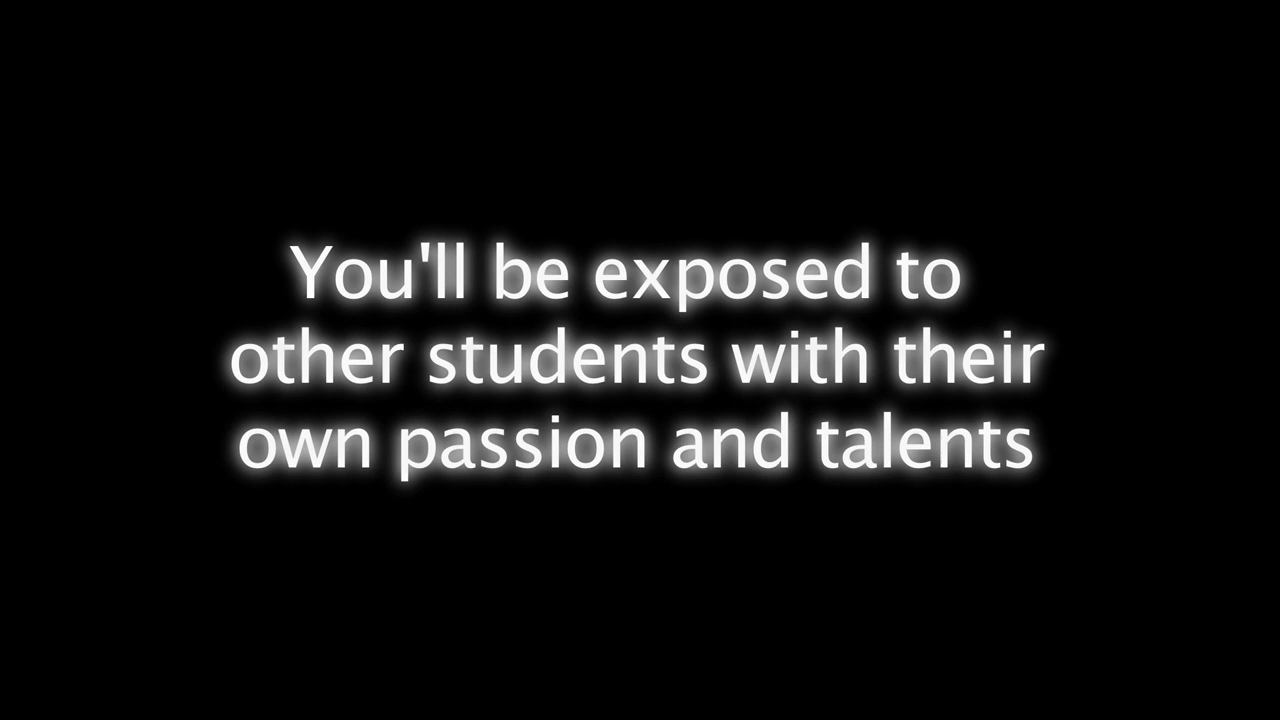 You'll be exposed to
other students with their
own passion and talents